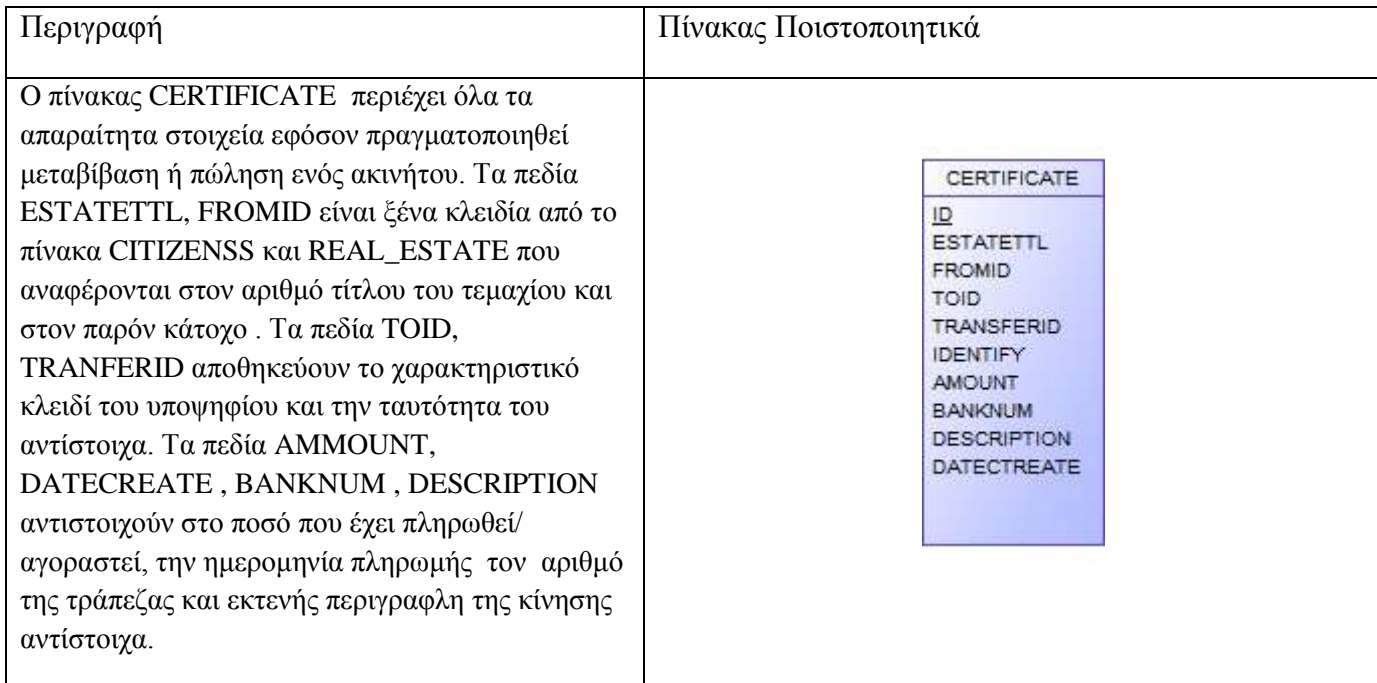 Περιγραφή
Πίνακας Ποιστοποιητικά
Ο πίνακας CERTIFICATE περιέχει όλα τα
απαραίτητα στοιχεία εφόσον πραγματοποιηθεί
μεταβίβαση ή πώληση ενός ακινήτου. Τα πεδία
ESTATETTL, FROMID είναι ξένα κλειδία από το
πίνακα CITIZENSS και REAL_ESTATE που
αναφέρονται στον αριθμό τίτλου του τεμαχίου και
στον παρόν κάτοχο . Τα πεδία TOID,
TRANFERID αποθηκεύουν το χαρακτηριστικό
κλειδί του υποψηφίου και την ταυτότητα του
αντίστοιχα. Τα πεδία AMMOUNT,
DATECREATE , BANKNUM , DESCRIPTION
αντιστοιχούν στο ποσό που έχει πληρωθεί/
αγοραστεί, την ημερομηνία πληρωμής τον αριθμό
της τράπεζας και εκτενής περιγραφλη της κίνησης
αντίστοιχα.
CERTIFICATE
ID
ESTATETTL
FROMID
TOID
TRANSFERID
IDENTIFY
AMOUNT
BANKNUM
DESCRIPTION
DATECTREATE